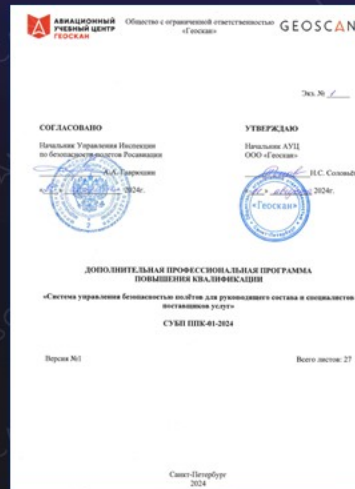 АВИАЦИОННЫЙ
УЧЕБНЫЙ ЦЕНТР
ГЕОСКАН
Общество с ограниченной ответственностью
«Геоскан»
GEOSCAN
Экз. № 1
СОГЛАСОВАНО
УТВЕРЖДАЮ
Начальник Управления Инспекции
по безопасности полетов Росавиации
Начальник АУЦ
ООО «Геоскан»
2024г.
2024г.
«Геоскан»
ДОПОЛНИТЕЛЬНАЯ ПРОФЕССИОНАЛЬНАЯ ПРОГРАММА
ПОВЫШЕНИЯ КВАЛИФИКАЦИИ
«Система управления безопасностью полётов для руководящего состава и специалистов
поставщиков услуг»
СУБП ППК-01-2024
Версия №1
Всего листов: 27
Санкт-Петербург
2024